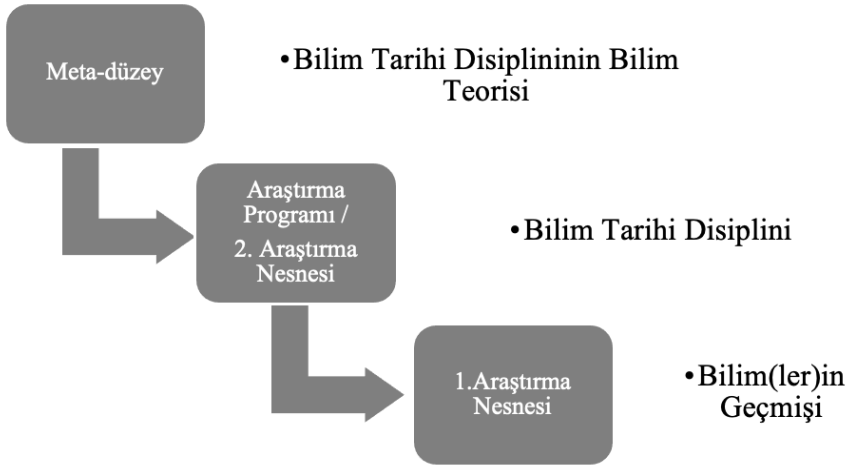 Meta-düzey
•Bilim Tarihi Disiplininin Bilim
Teorisi
Araştırma
Programı /
2. Araştırma
Nesnesi
•Bilim Tarihi Disiplini
1.Araştırma
Nesnesi
•Bilim(ler)in
Geçmişi